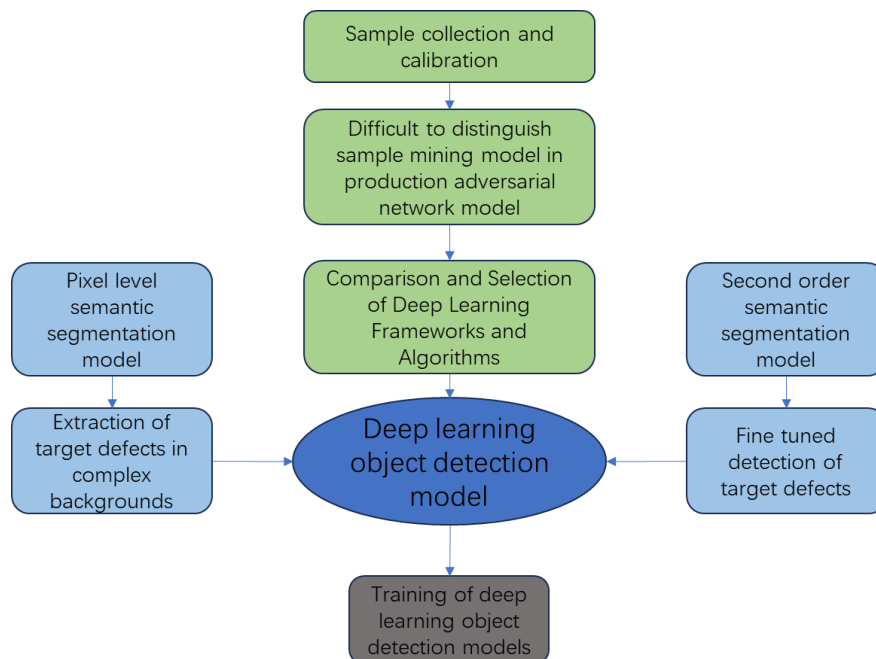 Sample collection and
calibration
Difficult to distinguish
sample mining model in
production adversarial
network model
Comparison and Selection
of Deep Learning
Frameworks and
Algorithms
Pixel level
semantic
segmentation
model
Second order
semantic
segmentation
model
Extraction of
target defects in
complex
backgrounds
Deep learning
object detection
model
Fine tuned
detection of
target defects
Training of deep
learning object
detection models